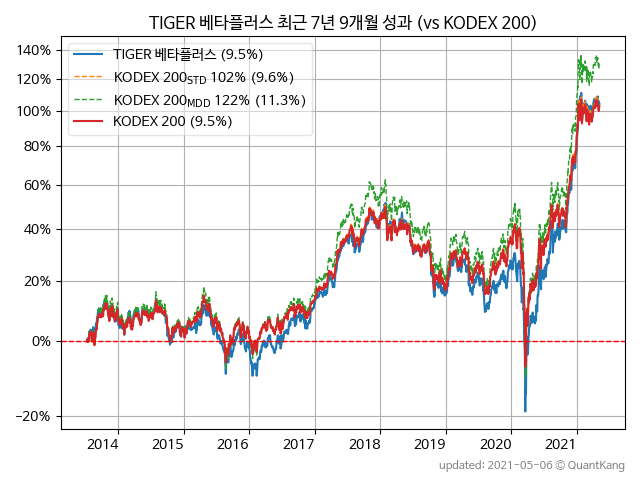 TIGER 베타플러스 최근 7년 9개월 성과 (vs KODEX 200)
TIGER 베타플러스 (9.5%)
KODEX 200STD 102% (9.6%)
KODEX 200MDD 122% (11.3%)
KODEX 200 (9.5%)
140%
120%
100%
80%
60%
40%
20%
0%
−20%
2014 2015 2016 2017 2018 2019 2020 2021
updated: 2021-05-06 © QuantKang